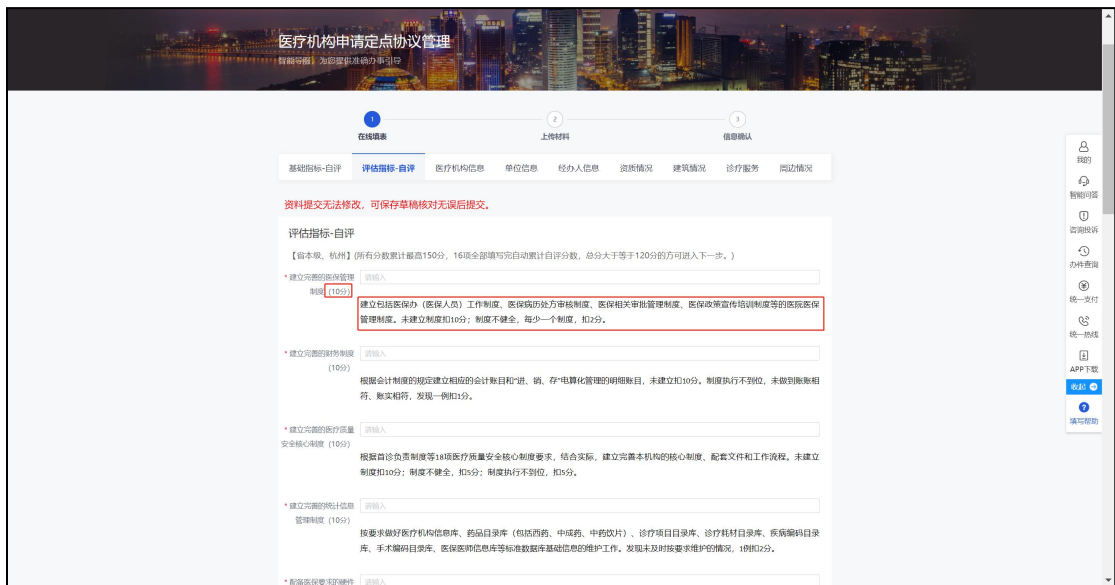 医疗机构申请定点协议管理
智能导服，为您提供准确办事引导
1
2
3
在线填表
上传材料
信息确认
基础指标-自评
评估指标-自评
医疗机构信息
单位信息
经办人信息
资质情况
建筑情况
诊疗服务
周边情况
资料提交无法修改，可保存草稿核对无误后提交。
评估指标-自评
【省本级、杭州】(所有分数累计最高150分，16项全部填写完自动累计自评分数，总分大于等于120分的方可进入下一步。)
* 建立完善的医保管理
制度 (10分)
请输入
建立包括医保办（医保人员）工作制度、医保病历处方审核制度、医保相关审批管理制度、医保政策宣传培训制度等的医院医保
管理制度。未建立制度扣10分；制度不健全，每少一个制度，扣2分。
* 建立完善的财务制度
(10分)
请输入
根据会计制度的规定建立相应的会计账目和“进、销、存”电算化管理的明细账目，未建立扣10分。制度执行不到位，未做到账账相
符、账实相符，发现一例扣1分。
* 建立完善的医疗质量
安全核心制度 (10分)
请输入
根据首诊负责制度等18项医疗质量安全核心制度要求，结合实际，建立完善本机构的核心制度、配套文件和工作流程。未建立
制度扣10分；制度不健全，扣5分；制度执行不到位，扣5分。
* 建立完善的统计信息
管理制度 (10分)
请输入
按要求做好医疗机构信息库、药品目录库（包括西药、中成药、中药饮片）、诊疗项目目录库、诊疗耗材目录库、疾病编码目录
库、手术编码目录库、医保医师信息库等标准数据库基础信息的维护工作。发现未及时按要求维护的情况，1例扣2分。
* 配备医保要求的硬件
请输入
我的
智能问答
咨询投诉
办件查询
统一支付
统一热线
APP下载
收起
填写帮助